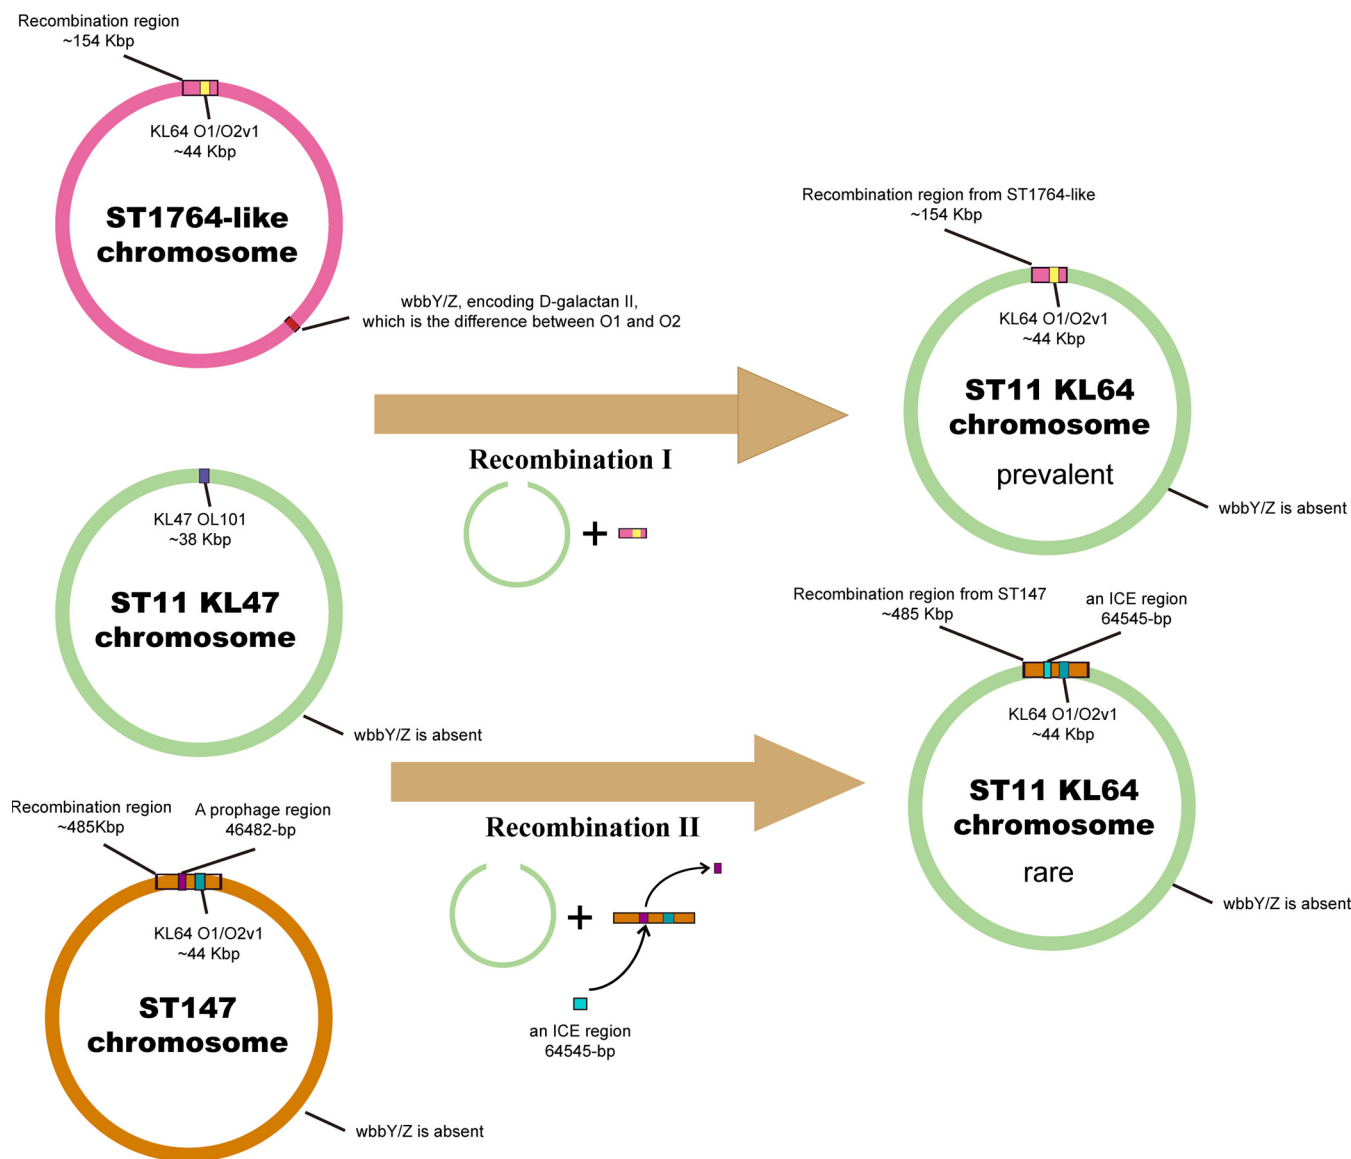 Recombination region
~154 Kbp
KL64 O1/O2v1
~44 Kbp
ST1764-like
chromosome
wbbY/Z, encoding D-galactan II,
which is the difference between O1 and O2
Recombination region from ST1764-like
~154 Kbp
KL64 O1/O2v1
~44 Kbp
ST11 KL64
chromosome
prevalent
wbbY/Z is absent
Recombination I
+
KL47 OL101
~38 Kbp
ST11 KL47
chromosome
wbbY/Z is absent
Recombination region from ST147
~485 Kbp
an ICE region
64545-bp
KL64 O1/O2v1
~44 Kbp
ST11 KL64
chromosome
rare
wbbY/Z is absent
Recombination II
+
an ICE region
64545-bp
Recombination region
~485Kbp
A prophage region
46482-bp
KL64 O1/O2v1
~44 Kbp
ST147
chromosome
wbbY/Z is absent